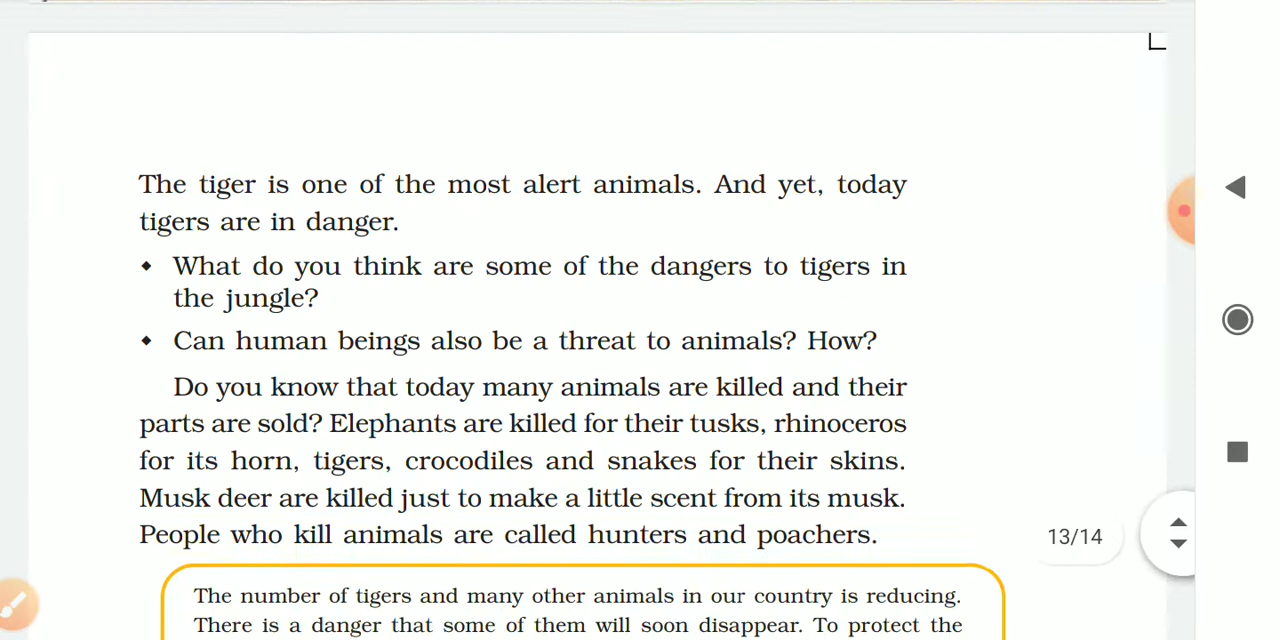 The tiger is one of the most alert animals. And yet, today
tigers are in danger.
◆ What do you think are some of the dangers to tigers in
the jungle?
◆ Can human beings also be a threat to animals? How?
Do you know that today many animals are killed and their
parts are sold? Elephants are killed for their tusks, rhinoceros
for its horn, tigers, crocodiles and snakes for their skins.
Musk deer are killed just to make a little scent from its musk.
People who kill animals are called hunters and poachers.
13/14
The number of tigers and many other animals in our country is reducing.
There is a danger that some of them will soon disappear. To protect the